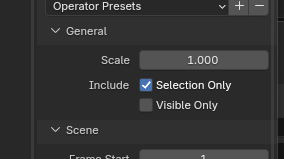 Operator Presets
General
Scale 1.000
Include Selection Only
Visible Only
Scene
Frame Start 1